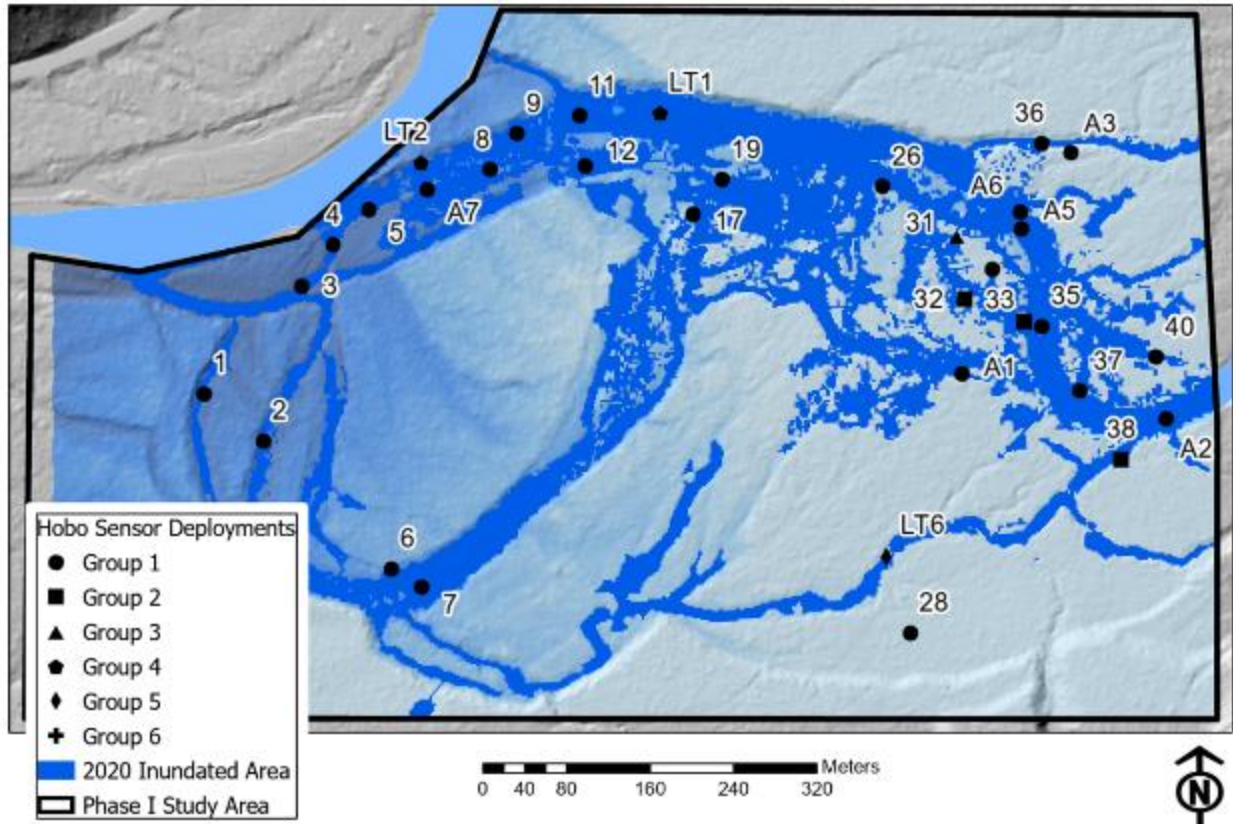 11
LT1
9
36
A3
LT2
8
12
19
26
A6
4
5
A7
17
31
A5
3
32
33
35
40
1
A1
37
2
38
A2
6
LT6
7
28
Hobo Sensor Deployments
Group 1
Group 2
Group 3
Group 4
Group 5
Group 6
2020 Inundated Area
Phase I Study Area
Meters
0 40 80 160 240 320
N